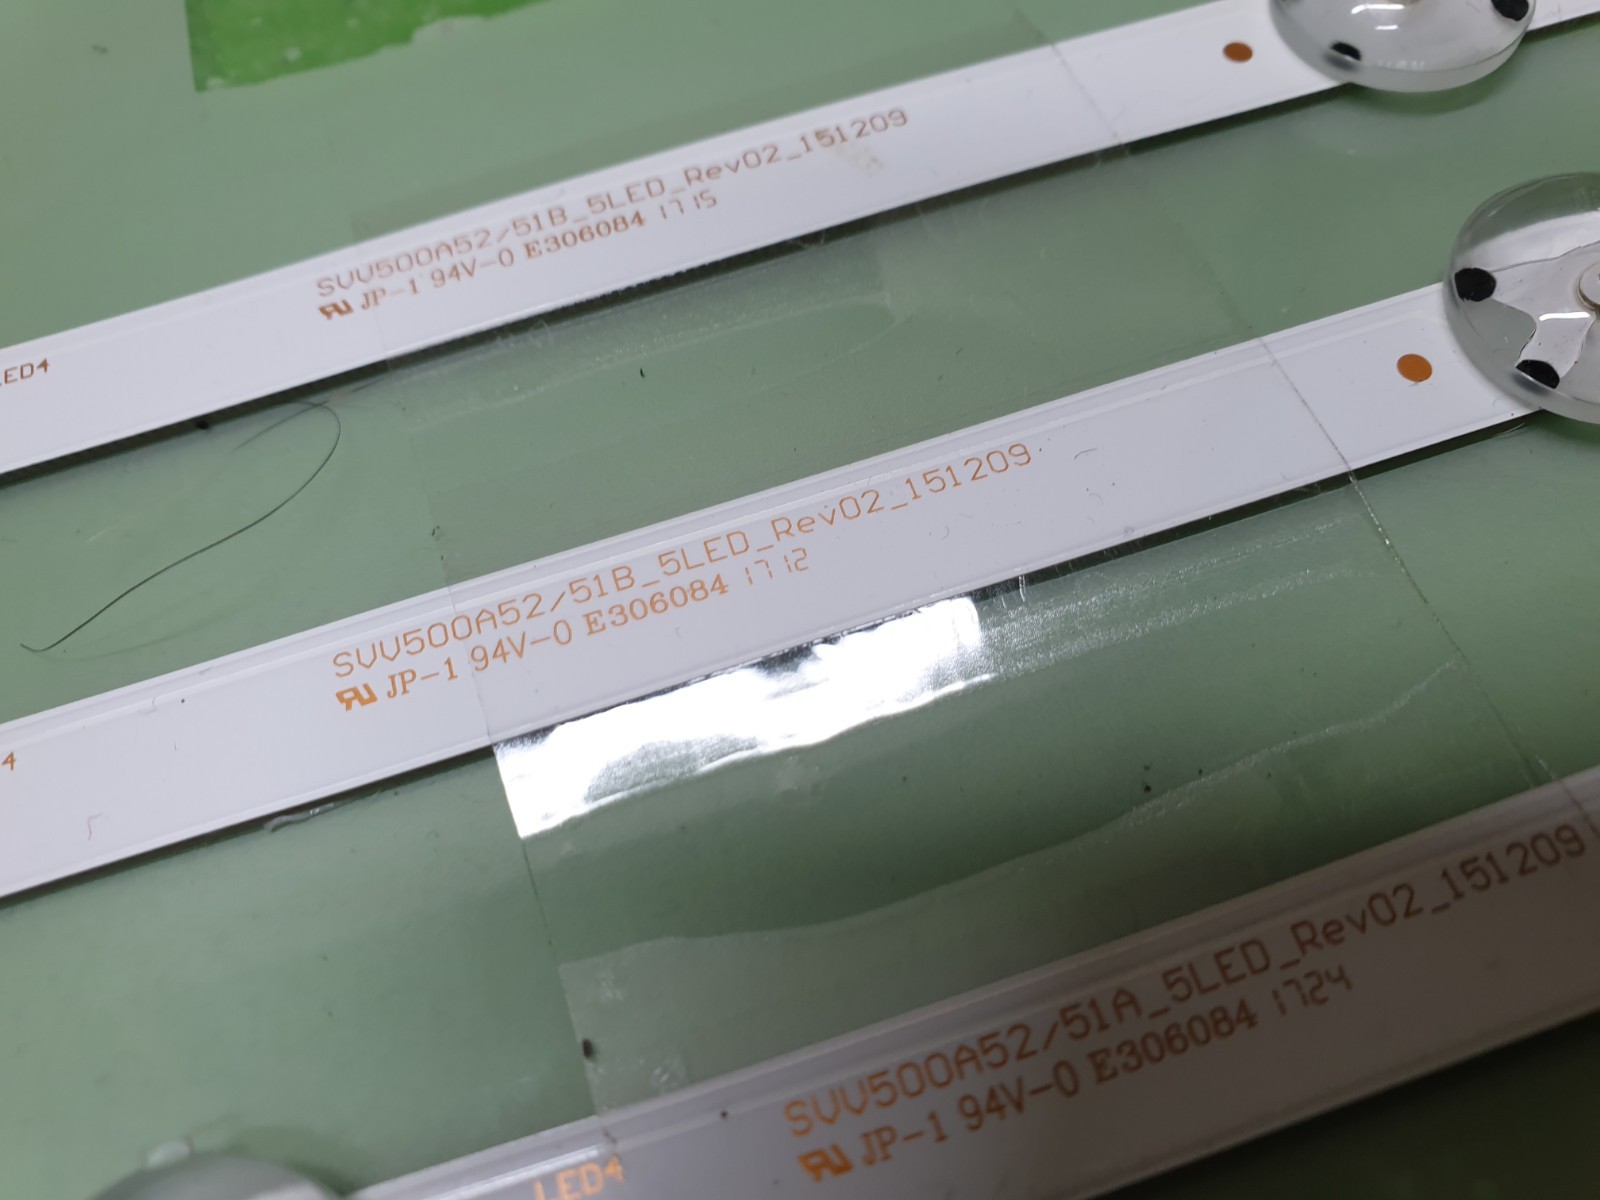 SVV500A52/51B_5LED_Rev02_151209
JP-1 94V-0 E306084 1715
LED4
SVV500A52/51B_5LED_Rev02_151209
JP-1 94V-0 E306084 1712
4
SVV500A52/51A_5LED_Rev02_151209
JP-1 94V-0 E306084 1724
LED4